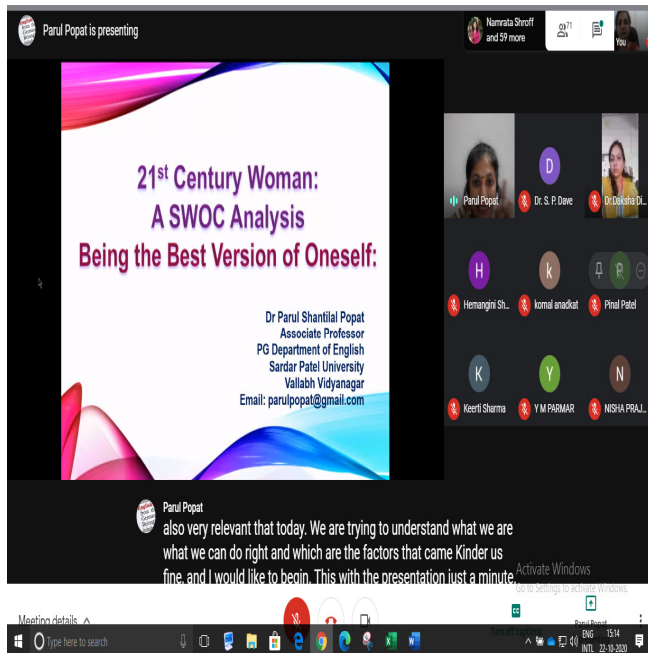 Parul Popat is presenting
Namrata Shroff
and 59 more
71
You
21st Century Woman:
A SWOC Analysis
Being the Best Version of Oneself:
Dr Parul Shantilal Popat
Associate Professor
PG Department of English
Sardar Patel University
Vallabh Vidyanagar
Email: parulpopat@gmail.com
Parul Popat
D
Dr. S. P. Dave
Dr.Daksha Di...
H
Hemangini Sh...
k
komal anadkat
P
Pinal Patel
K
Keerti Sharma
Y
Y M PARMAR
N
NISHA PRAJ...
Parul Popat
also very relevant that today. We are trying to understand what we are
what we can do right and which are the factors that came Kinder us
fine, and I would like to begin. This with the presentation just a minute.
Activate Windows
Go to Settings to activate Windows.
Meeting details
Turn off captions
Parul Popat
Type here to search
ENG
INTL
15:14
22-10-2020